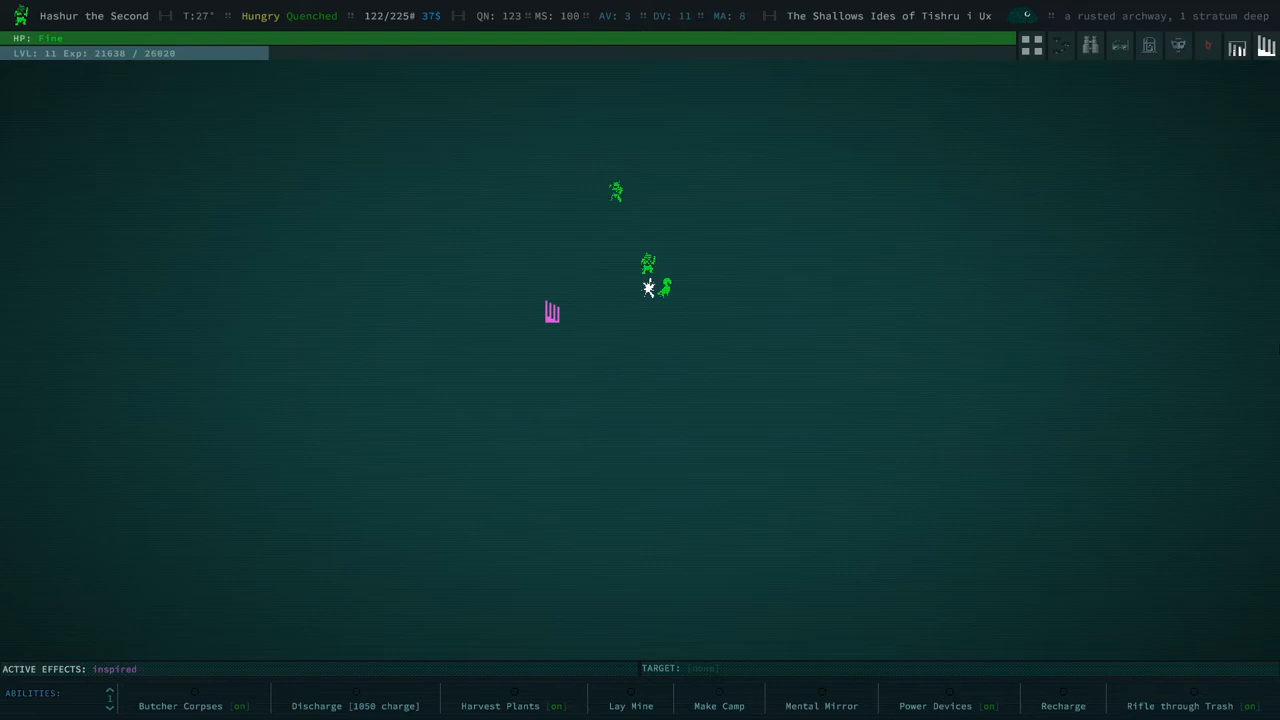 Hashur the Second T:27° Hungry Quenched 122/225# 37$ QN: 123 MS: 100 AV: 3 DV: 11 MA: 8 The Shallows Ides of Tishru i Ux a rusted archway, 1 stratum deep
HP: Fine
LVL: 11 Exp: 21638 / 26020
ACTIVE EFFECTS: inspired TARGET: [none]
ABILITIES: 1 Butcher Corpses [on] Discharge [1050 charge] Harvest Plants [on] Lay Mine Make Camp Mental Mirror Power Devices [on] Recharge Rifle through Trash [on]